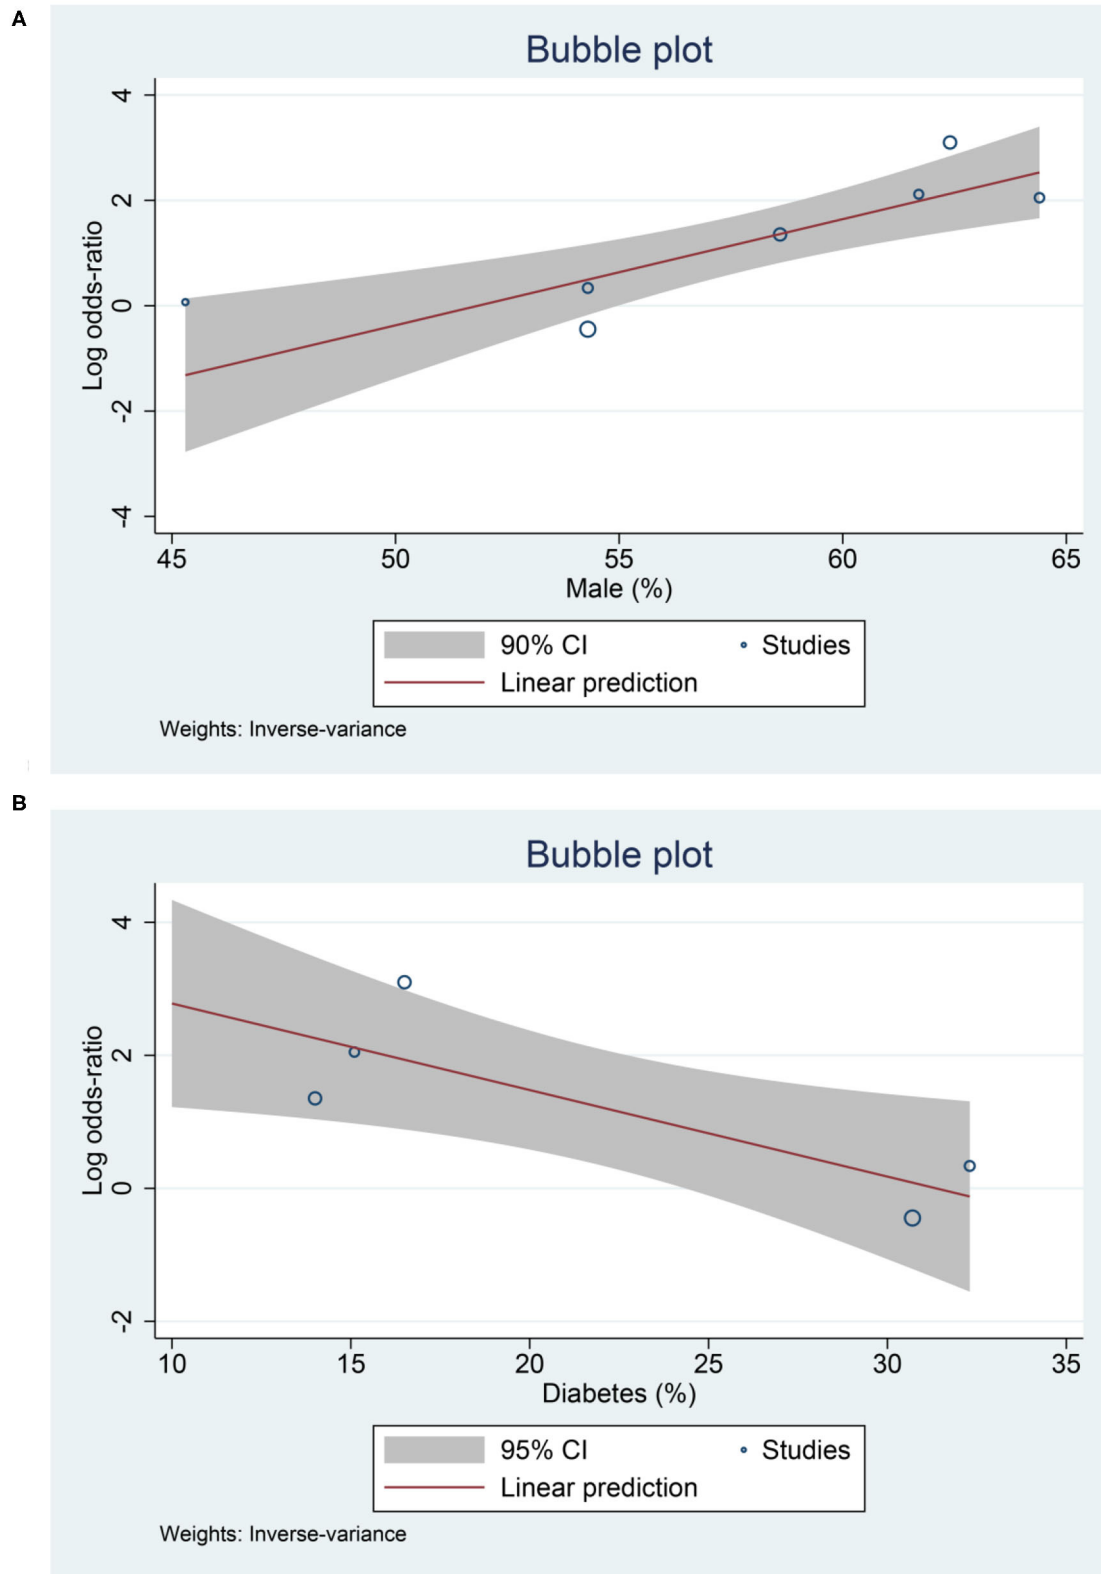 A
Bubble plot
Log odds-ratio
4
2
0
-2
-4
45 50 55 60 65
Male (%)
90% CI Studies
Linear prediction
Weights: Inverse-variance
B
Bubble plot
Log odds-ratio
4
2
0
-2
10 15 20 25 30 35
Diabetes (%)
95% CI Studies
Linear prediction
Weights: Inverse-variance